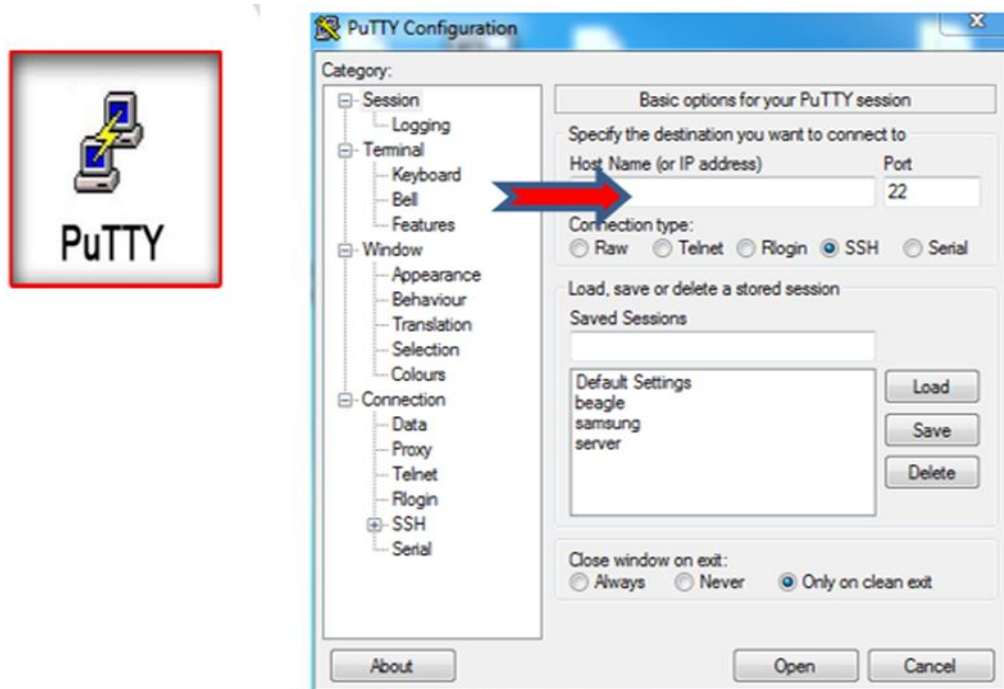 PuTTY
PuTTY Configuration
X
Category:
Session
Logging
Terminal
Keyboard
Bell
Features
Window
Appearance
Behaviour
Translation
Selection
Colours
Connection
Data
Proxy
Telnet
Rlogin
SSH
Serial
Basic options for your PuTTY session
Specify the destination you want to connect to
Host Name (or IP address) Port
22
Connection type:
Raw Telnet Rlogin SSH Serial
Load, save or delete a stored session
Saved Sessions
Default Settings
beagle
samsung
server
Load
Save
Delete
Close window on exit:
Always Never Only on clean exit
About Open Cancel